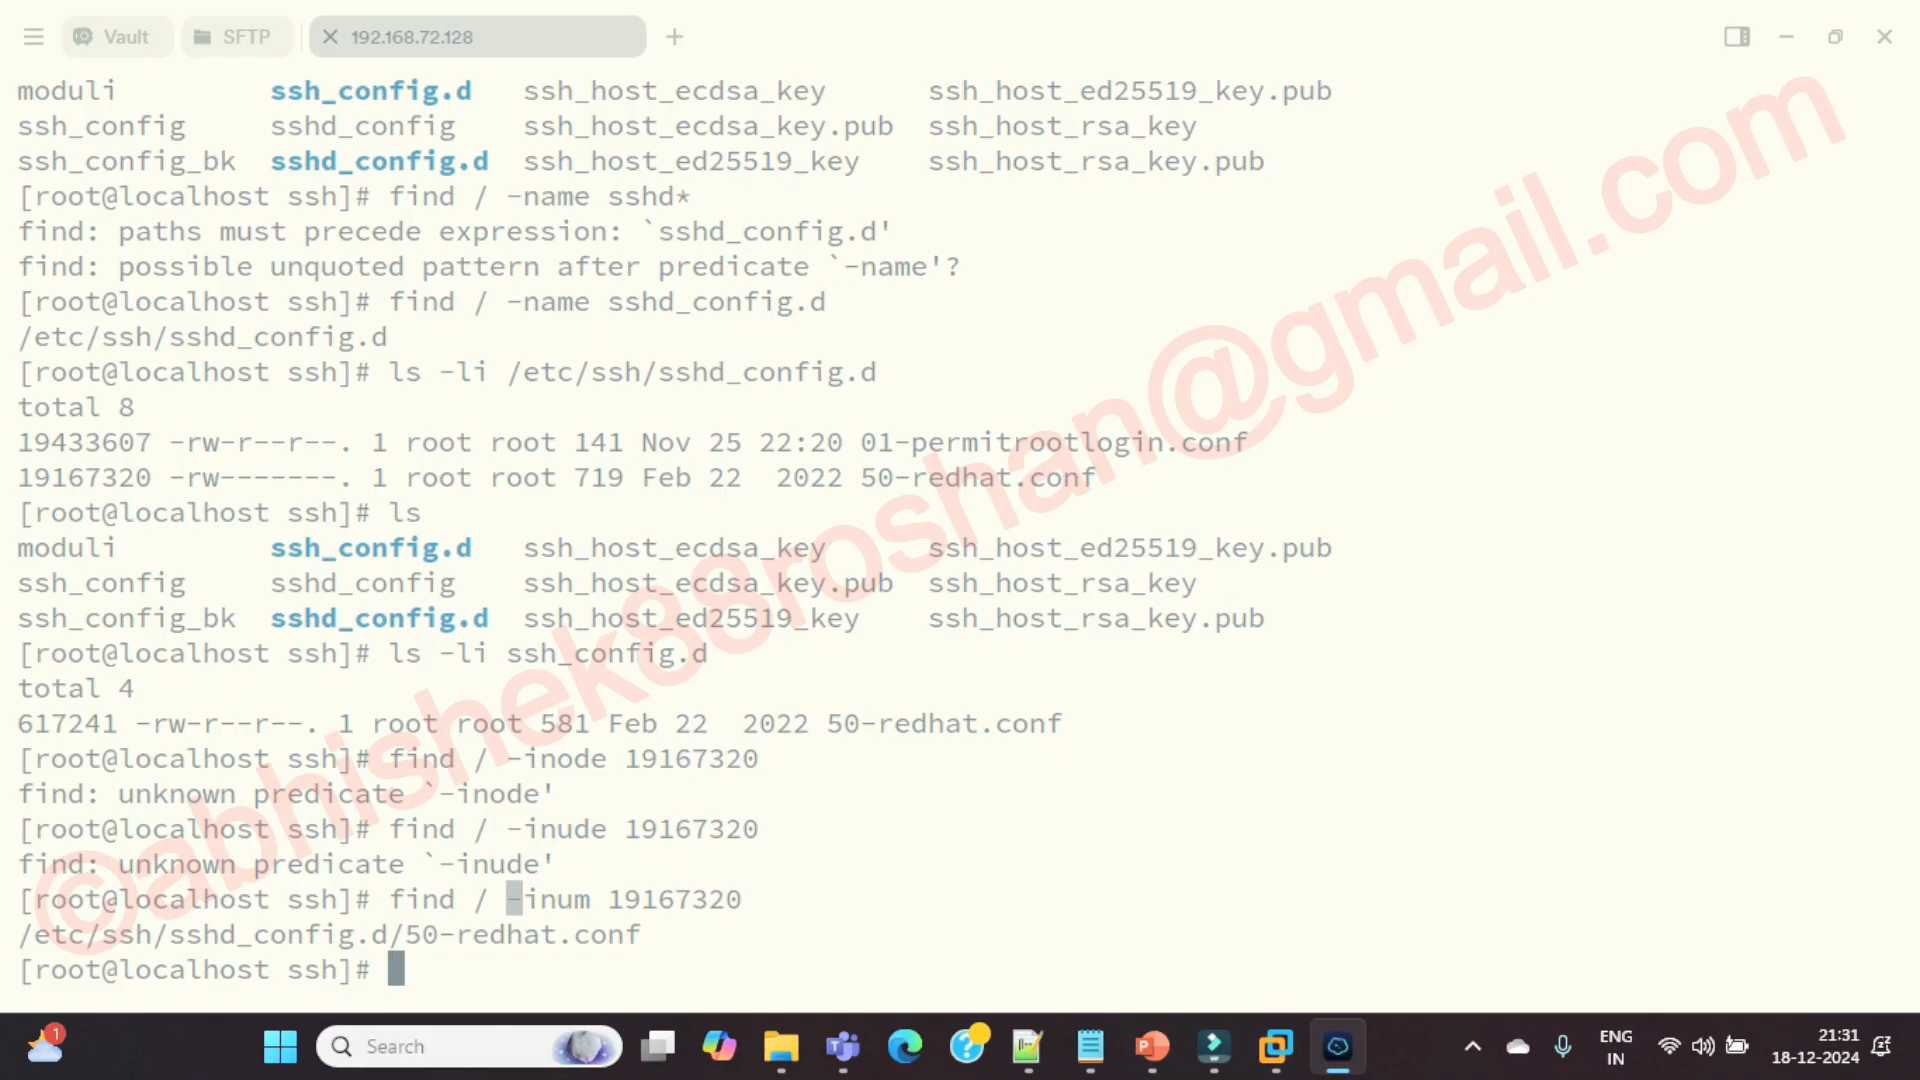 Vault SFTP 192.168.72.128
moduli ssh_config.d ssh_host_ecdsa_key ssh_host_ed25519_key.pub
ssh_config sshd_config ssh_host_ecdsa_key.pub ssh_host_rsa_key
ssh_config_bk sshd_config.d ssh_host_ed25519_key ssh_host_rsa_key.pub
[root@localhost ssh]# find / -name sshd*
find: paths must precede expression: `sshd_config.d'
find: possible unquoted pattern after predicate `-name'?
[root@localhost ssh]# find / -name sshd_config.d
/etc/ssh/sshd_config.d
[root@localhost ssh]# ls -li /etc/ssh/sshd_config.d
total 8
19433607 -rw-r--r--. 1 root root 141 Nov 25 22:20 01-permitrootlogin.conf
19167320 -rw-------. 1 root root 719 Feb 22  2022 50-redhat.conf
[root@localhost ssh]# ls
moduli ssh_config.d ssh_host_ecdsa_key ssh_host_ed25519_key.pub
ssh_config sshd_config ssh_host_ecdsa_key.pub ssh_host_rsa_key
ssh_config_bk sshd_config.d ssh_host_ed25519_key ssh_host_rsa_key.pub
[root@localhost ssh]# ls -li ssh_config.d
total 4
617241 -rw-r--r--. 1 root root 581 Feb 22  2022 50-redhat.conf
[root@localhost ssh]# find / -inode 19167320
find: unknown predicate `-inode'
[root@localhost ssh]# find / -inude 19167320
find: unknown predicate `-inude'
[root@localhost ssh]# find / -inum 19167320
/etc/ssh/sshd_config.d/50-redhat.conf
[root@localhost ssh]#
©abhishek88roshan@gmail.com
1
Search
ENG
IN
21:31
18-12-2024